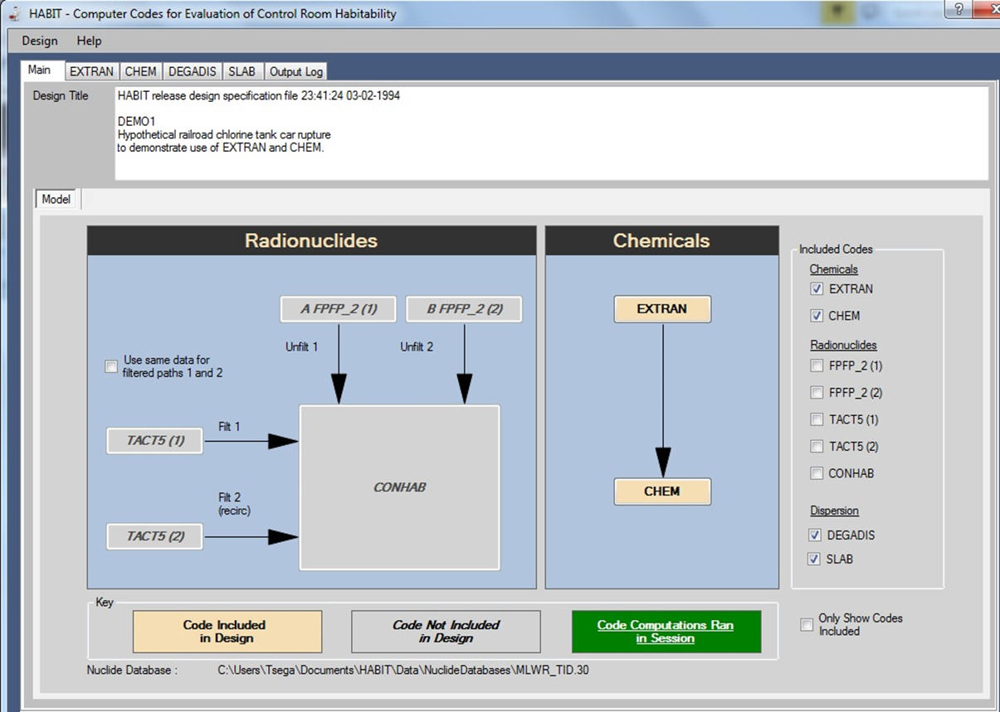 HABIT - Computer Codes for Evaluation of Control Room Habitability
?
Design Help
Main EXTRAN CHEM DEGADIS SLAB Output Log
Design Title
HABIT release design specification file 23:41:24 03-02-1994
DEMO1
Hypothetical railroad chlorine tank car rupture
to demonstrate use of EXTRAN and CHEM.
Model
Radionuclides
A FPFP_2 (1)
B FPFP_2 (2)
Unfilt 1
Unfilt 2
Use same data for
filtered paths 1 and 2
TACT5 (1)
Filt 1
CONHAB
Filt 2
(recirc)
TACT5 (2)
Chemicals
EXTRAN
CHEM
Included Codes
Chemicals
EXTRAN
CHEM
Radionuclides
FPFP_2 (1)
FPFP_2 (2)
TACT5 (1)
TACT5 (2)
CONHAB
Dispersion
DEGADIS
SLAB
Key
Code Included
in Design
Code Not Included
in Design
Code Computations Ran
in Session
Only Show Codes
Included
Nuclide Database : C:\Users\Tsega\Documents\HABIT\Data\NuclideDatabases\MLWR_TID.30